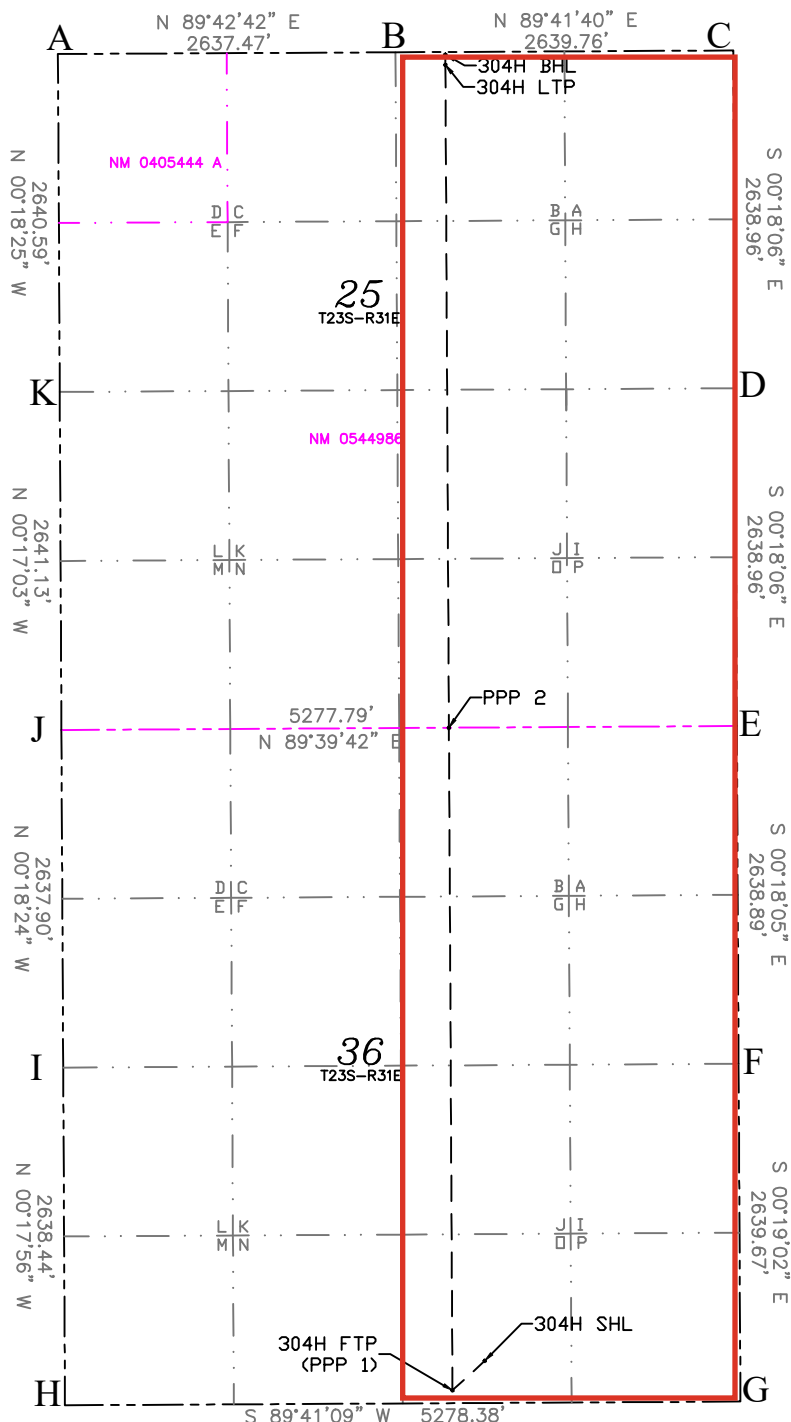 A
N 89°42'42" E
2637.47'
B
N 89°41'40" E
2639.76'
C
304H BHL
304H LTP
NM 0405444 A
N 00°18'25" W
2640.59'
S 00°18'06" E
2638.96'
D C
E F
B A
G H
25
T23S-R31E
K
D
NM 0544986
N 00°17'03" W
2641.13'
S 00°18'06" E
2638.96'
L K
M N
J I
O P
PPP 2
J
5277.79'
N 89°39'42" E
E
N 00°18'24" W
2637.90'
S 00°18'05" E
2638.89'
D C
E F
B A
G H
36
T23S-R31E
I
F
N 00°17'56" W
2638.44'
S 00°19'02" E
2639.67'
L K
M N
J I
O P
304H SHL
304H FTP
(PPP 1)
H
G
S 89°41'09" W 5278.38'